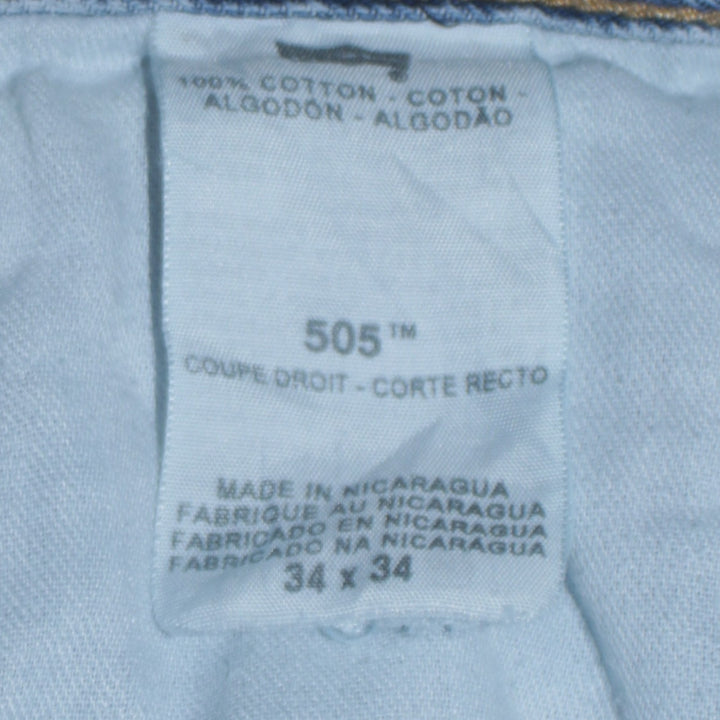 100% COTTON - COTON -
ALGODÓN - ALGODÃO
505™
COUPE DROIT - CORTE RECTO
MADE IN NICARAGUA
FABRIQUE AU NICARAGUA
FABRICADO EN NICARAGUA
FABRICADO NA NICARAGUA
34 x 34